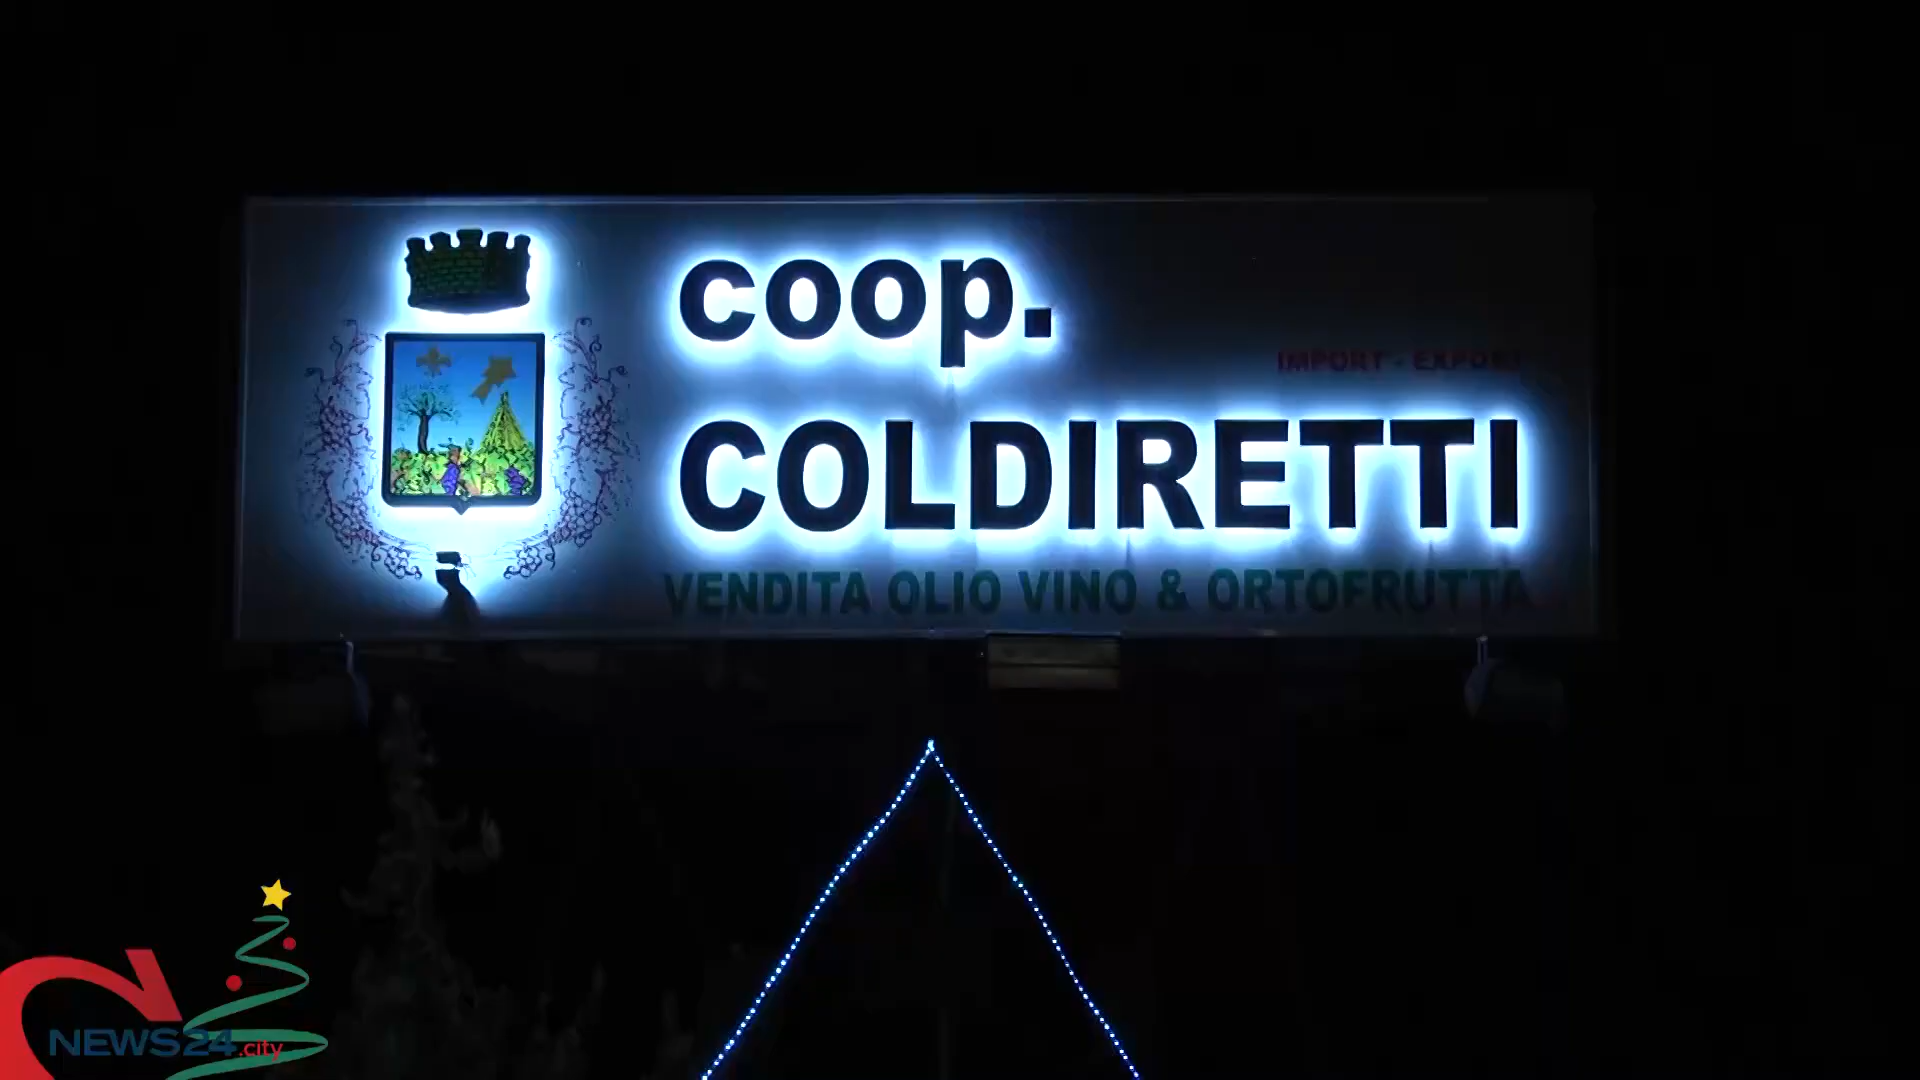 coop.
IMPORT - EXPORT
COLDIRETTI
VENDITA OLIO VINO & ORTOFRUTTA
NEWS24.city